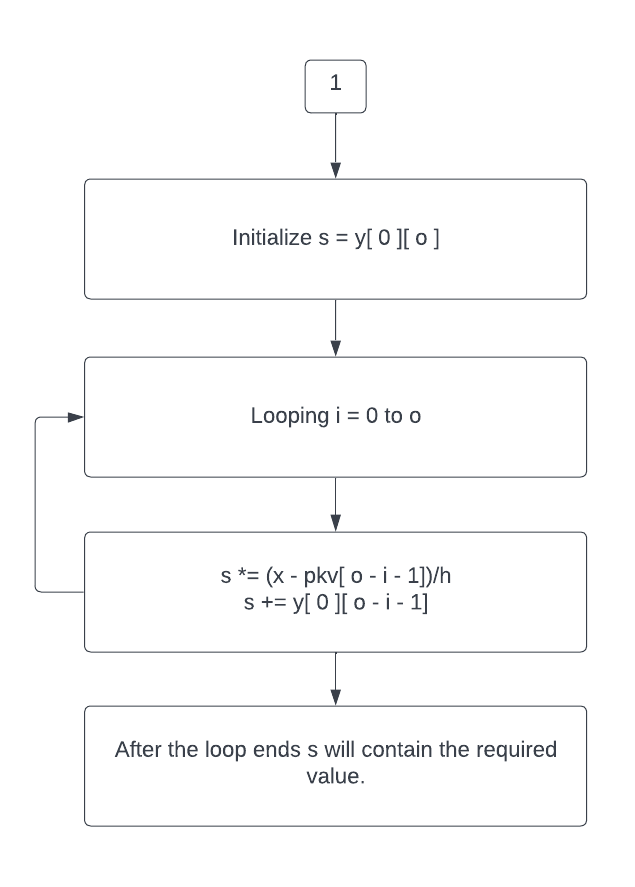 1
Initialize s = y[ 0 ][ o ]
Looping i = 0 to o
s *= (x - pkv[ o - i - 1])/h
s += y[ 0 ][ o - i - 1]
After the loop ends s will contain the required
value.